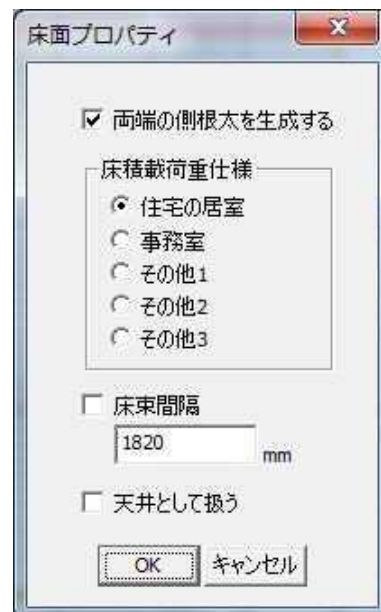 床面プロパティ
両端の側根太を生成する
床積載荷重仕様
住宅の居室
事務室
その他1
その他2
その他3
床束間隔
1820
mm
天井として扱う
OK キャンセル